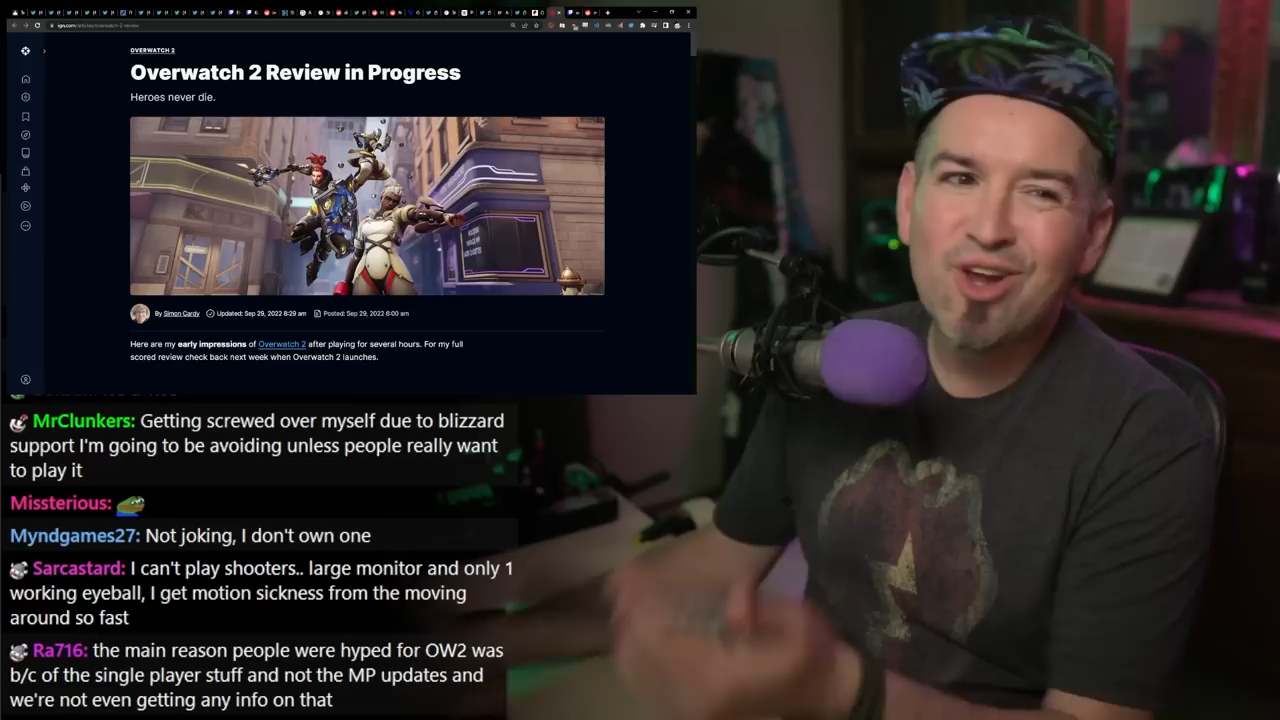 ign.com/articles/overwatch-2-review
OVERWATCH 2
Overwatch 2 Review in Progress
Heroes never die.
By Simon Cardy Updated: Sep 29, 2022 8:29 am Posted: Sep 29, 2022 6:00 am
Here are my early impressions of Overwatch 2 after playing for several hours. For my full
scored review check back next week when Overwatch 2 launches.
MrClunkers: Getting screwed over myself due to blizzard
support I'm going to be avoiding unless people really want
to play it
Missterious:
Myndgames27: Not joking, I don't own one
Sarcastard: I can't play shooters.. large monitor and only 1
working eyeball, I get motion sickness from the moving
around so fast
Ra716: the main reason people were hyped for OW2 was
b/c of the single player stuff and not the MP updates and
we're not even getting any info on that